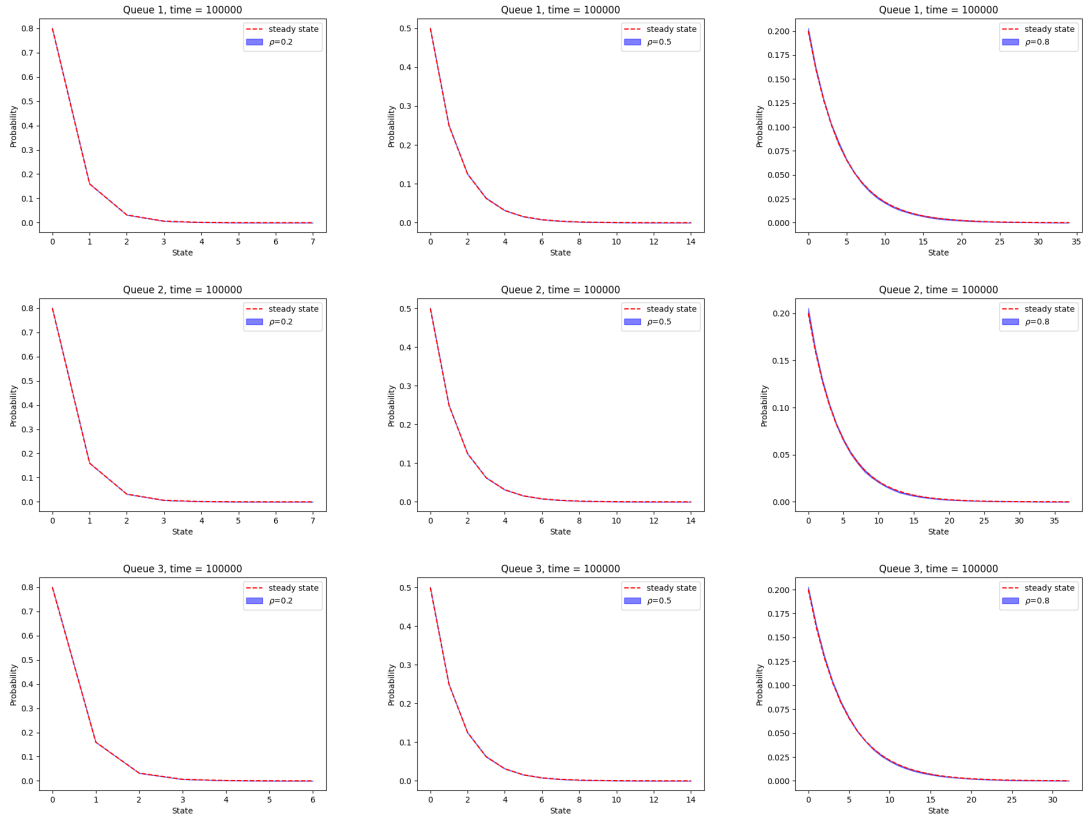 Queue 1, time = 100000
0.8
0.7
0.6
0.5
0.4
0.3
0.2
0.1
0.0
Probability
0 1 2 3 4 5 6 7
State
steady state
ρ=0.2
Queue 1, time = 100000
0.5
0.4
0.3
0.2
0.1
0.0
Probability
0 2 4 6 8 10 12 14
State
steady state
ρ=0.5
Queue 1, time = 100000
0.200
0.175
0.150
0.125
0.100
0.075
0.050
0.025
0.000
Probability
0 5 10 15 20 25 30 35
State
steady state
ρ=0.8
Queue 2, time = 100000
0.8
0.7
0.6
0.5
0.4
0.3
0.2
0.1
0.0
Probability
0 1 2 3 4 5 6 7
State
steady state
ρ=0.2
Queue 2, time = 100000
0.5
0.4
0.3
0.2
0.1
0.0
Probability
0 2 4 6 8 10 12 14
State
steady state
ρ=0.5
Queue 2, time = 100000
0.20
0.15
0.10
0.05
0.00
Probability
0 5 10 15 20 25 30 35
State
steady state
ρ=0.8
Queue 3, time = 100000
0.8
0.7
0.6
0.5
0.4
0.3
0.2
0.1
0.0
Probability
0 1 2 3 4 5 6
State
steady state
ρ=0.2
Queue 3, time = 100000
0.5
0.4
0.3
0.2
0.1
0.0
Probability
0 2 4 6 8 10 12 14
State
steady state
ρ=0.5
Queue 3, time = 100000
0.200
0.175
0.150
0.125
0.100
0.075
0.050
0.025
0.000
Probability
0 5 10 15 20 25 30
State
steady state
ρ=0.8